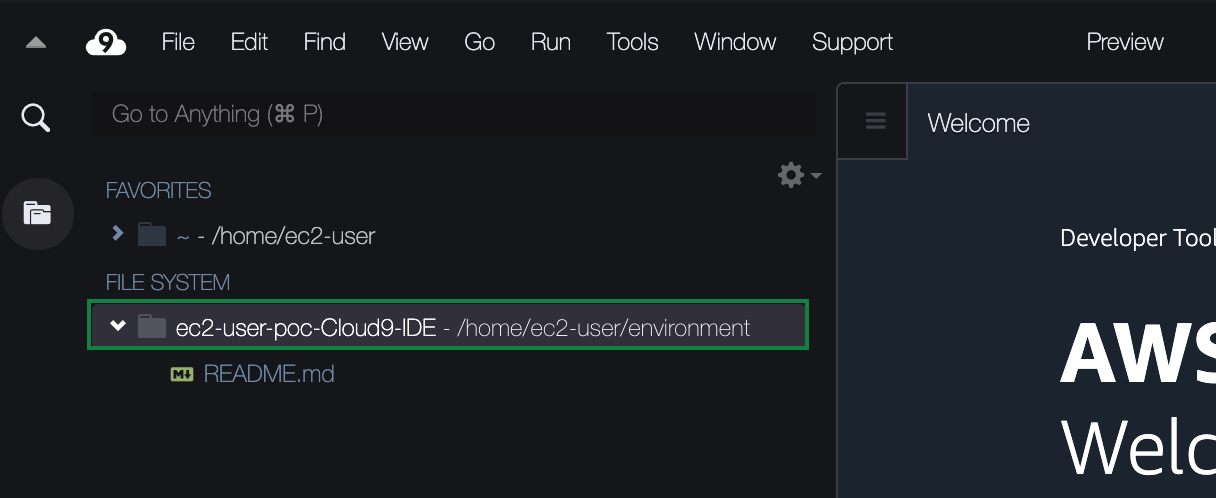 9 File Edit Find View Go Run Tools Window Support Preview
Go to Anything (⌘ P)
Welcome
FAVORITES
~ - /home/ec2-user
FILE SYSTEM
ec2-user-poc-Cloud9-IDE - /home/ec2-user/environment
README.md
Developer Tool
AWS
Welc